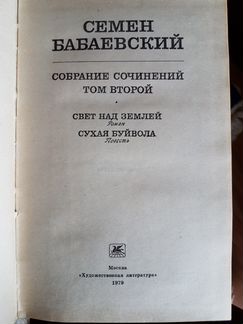 СЕМЕН
БАБАЕВСКИЙ
СОБРАНИЕ СОЧИНЕНИЙ
ТОМ ВТОРОЙ
СВЕТ НАД ЗЕМЛЕЙ
Роман
СУХАЯ БУЙВОЛА
Повесть
Москва
«Художественная литература»
1979